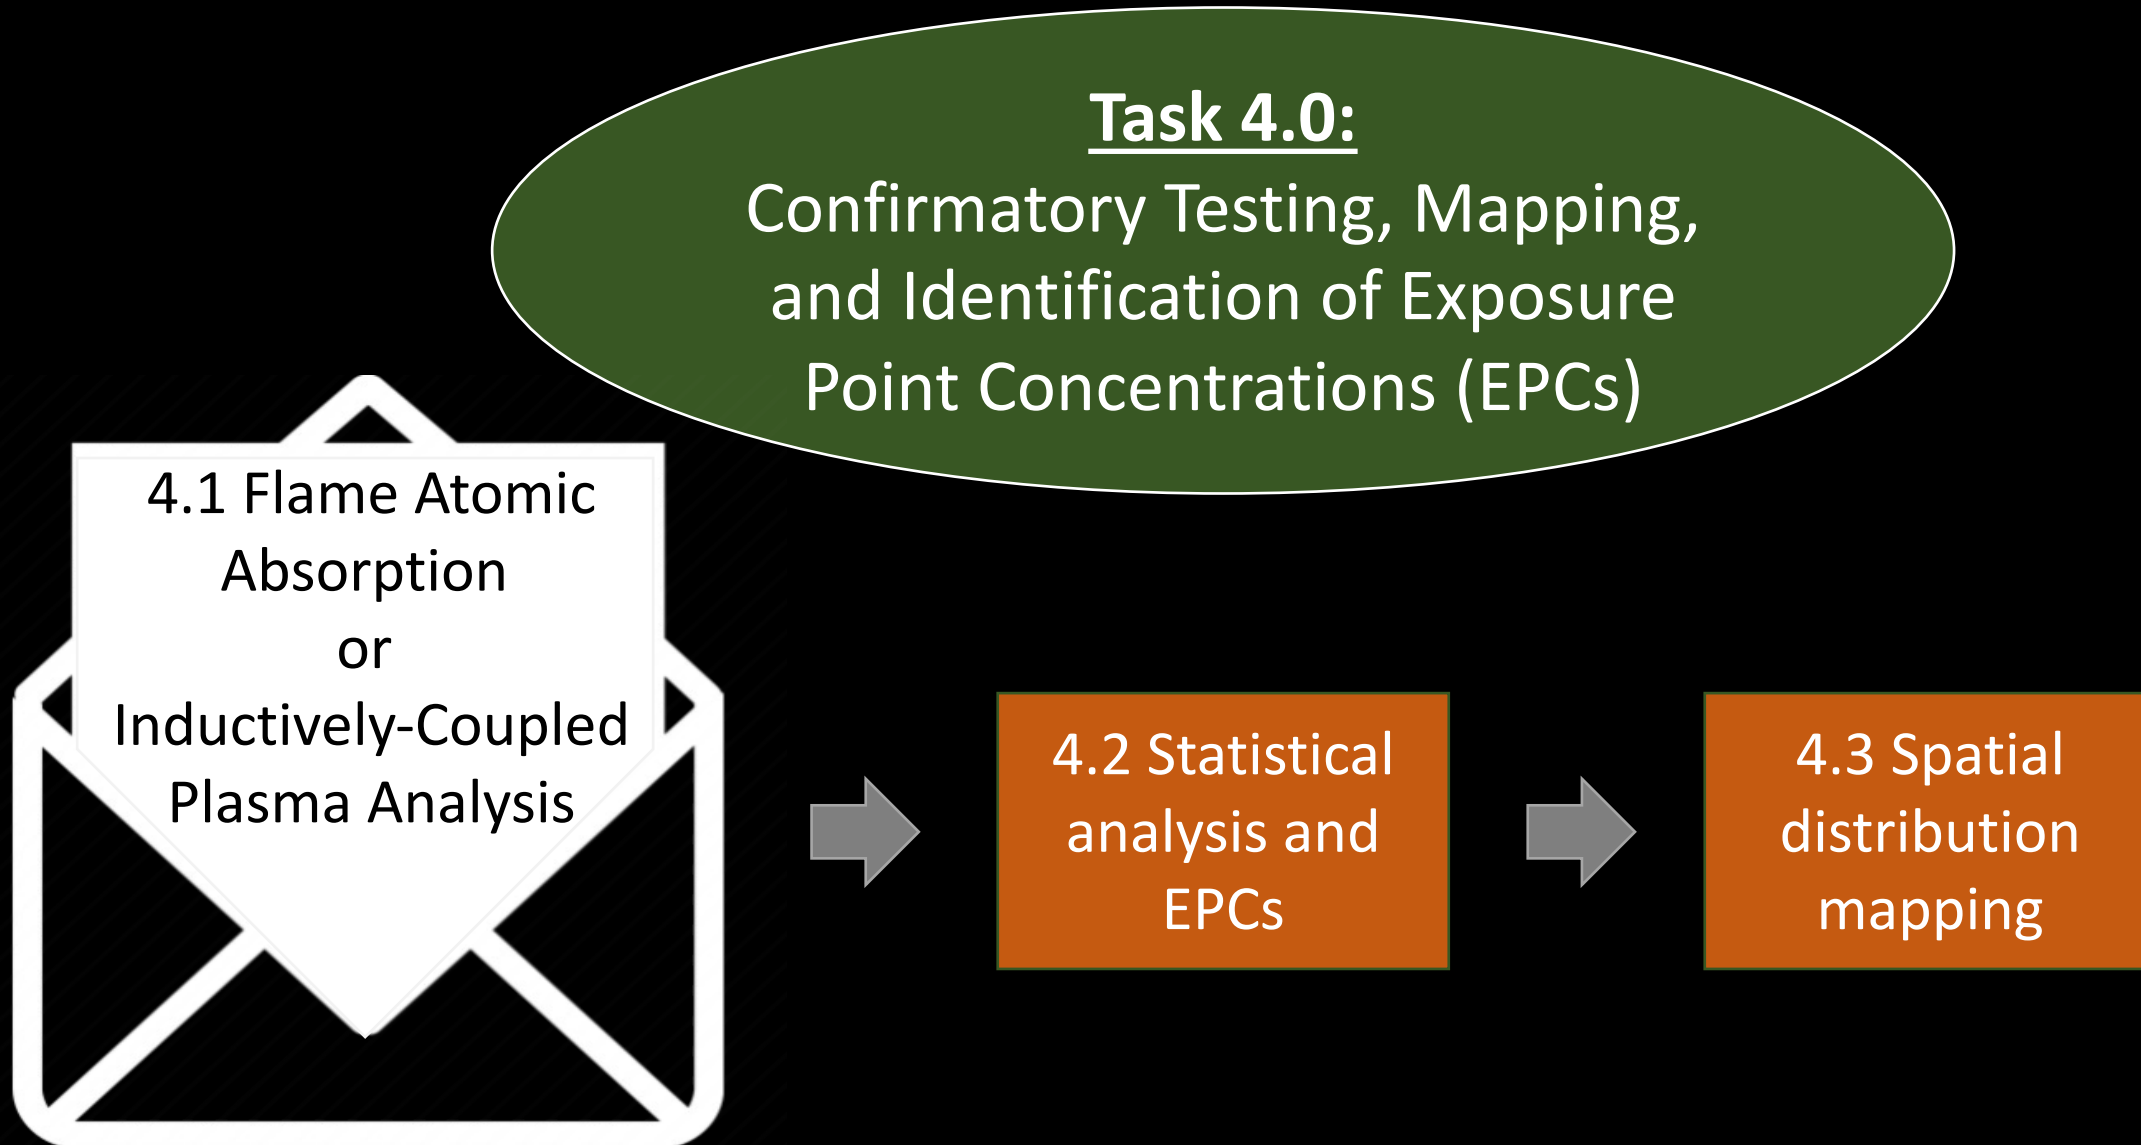 Task 4.0:
Confirmatory Testing, Mapping,
and Identification of Exposure
Point Concentrations (EPCs)
4.1 Flame Atomic
Absorption
or
Inductively-Coupled
Plasma Analysis
4.2 Statistical
analysis and
EPCs
4.3 Spatial
distribution
mapping